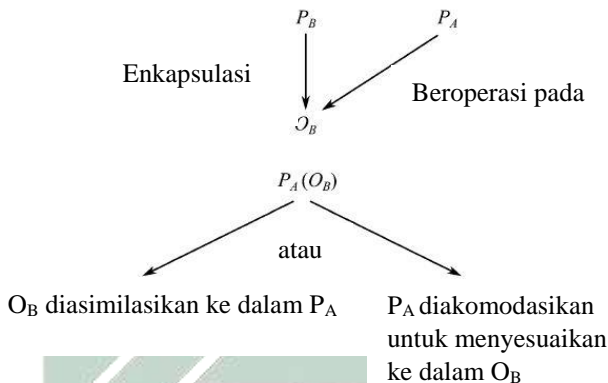 P_B P_A
Enkapsulasi
Beroperasi pada
O_B
P_A (O_B)
atau
O_B diasimilasikan ke dalam P_A
P_A diakomodasikan
untuk menyesuaikan
ke dalam O_B